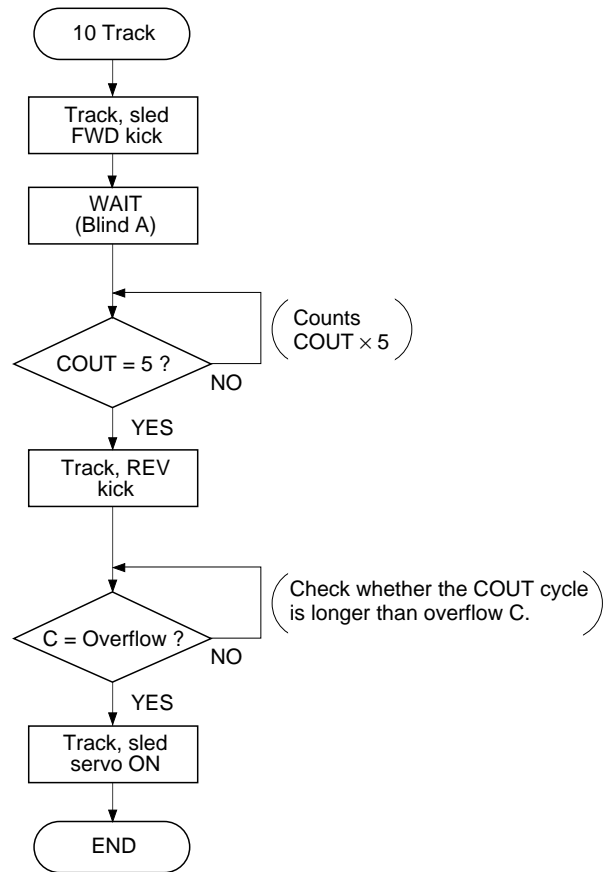 10 Track
Track, sled
FWD kick
WAIT
(Blind A)
COUT = 5 ?
NO
Counts
COUT × 5
YES
Track, REV
kick
C = Overflow ?
NO
Check whether the COUT cycle
is longer than overflow C.
YES
Track, sled
servo ON
END